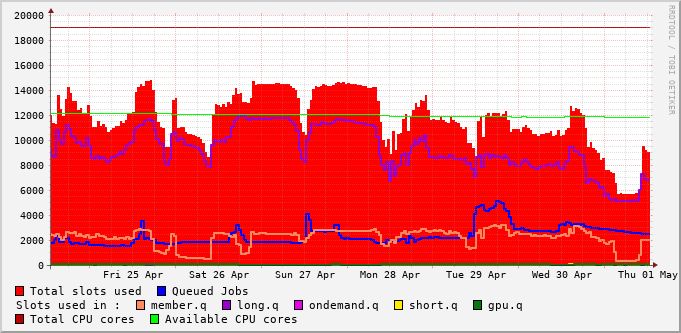 20000
18000
16000
14000
12000
10000
8000
6000
4000
2000
0
Fri 25 Apr Sat 26 Apr Sun 27 Apr Mon 28 Apr Tue 29 Apr Wed 30 Apr Thu 01 May
RRDTOOL / TOBI OETIKER
Total slots used Queued Jobs
Slots used in : member.q long.q ondemand.q short.q gpu.q
Total CPU cores Available CPU cores